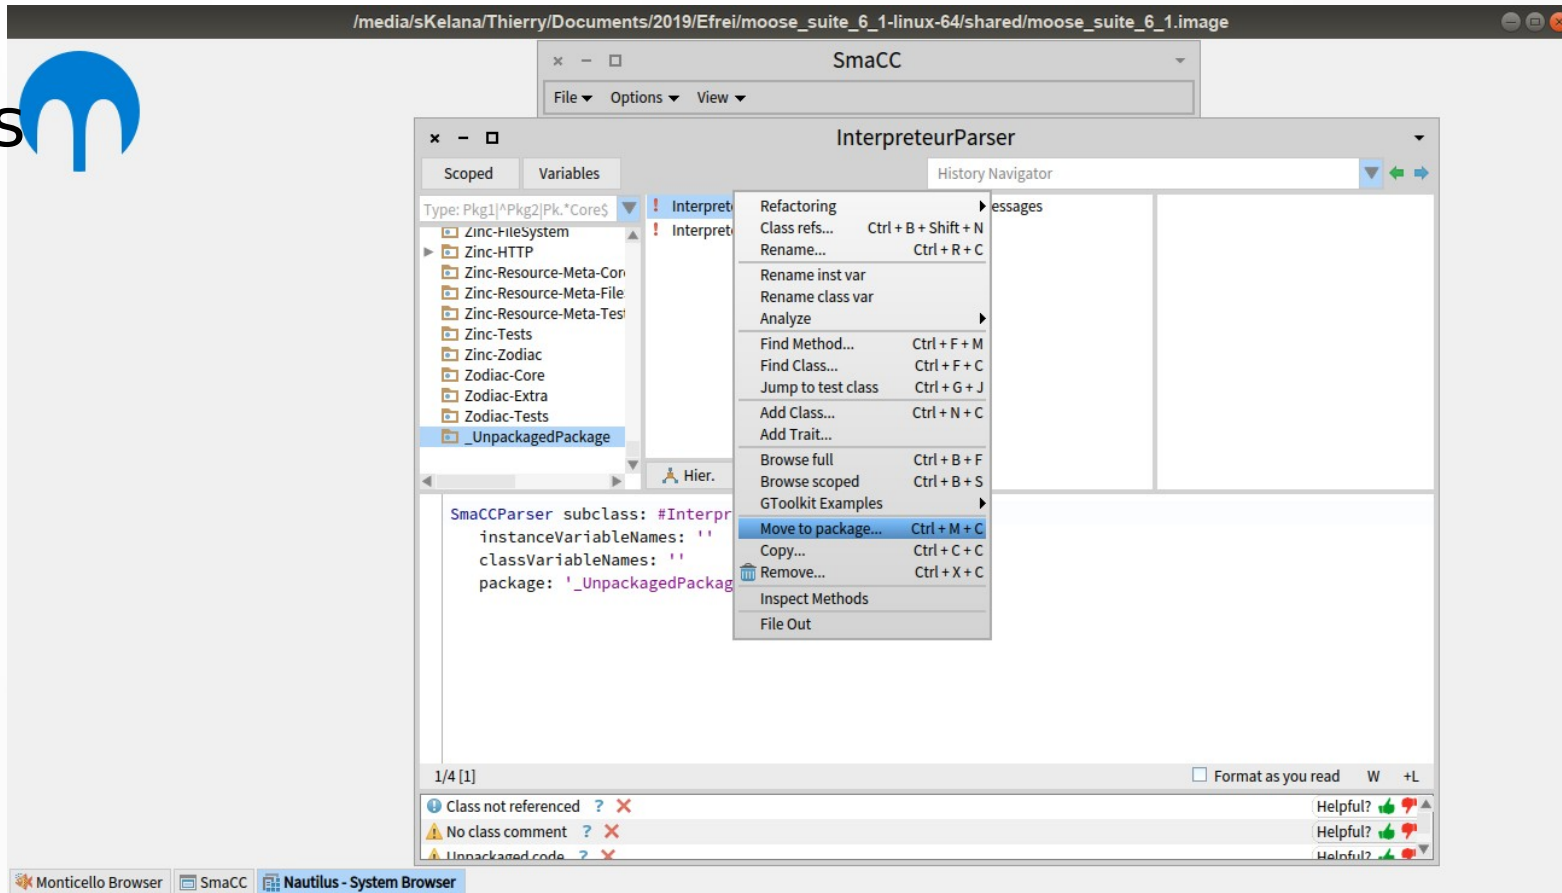 /media/sKelana/Thierry/Documents/2019/Efrei/moose_suite_6_1-linux-64/shared/moose_suite_6_1.image
s
SmaCC
File Options View
InterpreteurParser
Scoped Variables History Navigator
Type: Pkg1|^Pkg2|Pk.*Core$
Zinc-FileSystem
Zinc-HTTP
Zinc-Resource-Meta-Cor
Zinc-Resource-Meta-File
Zinc-Resource-Meta-Test
Zinc-Tests
Zinc-Zodiac
Zodiac-Core
Zodiac-Extra
Zodiac-Tests
_UnpackagedPackage
! Interpret
! Interpret
Hier.
essages
Refactoring
Class refs... Ctrl + B + Shift + N
Rename... Ctrl + R + C
Rename inst var
Rename class var
Analyze
Find Method... Ctrl + F + M
Find Class... Ctrl + F + C
Jump to test class Ctrl + G + J
Add Class... Ctrl + N + C
Add Trait...
Browse full Ctrl + B + F
Browse scoped Ctrl + B + S
GToolkit Examples
Move to package... Ctrl + M + C
Copy... Ctrl + C + C
Remove... Ctrl + X + C
Inspect Methods
File Out
SmaCCParser subclass: #Interpr
instanceVariableNames: ''
classVariableNames: ''
package: '_UnpackagedPackag
1/4 [1] Format as you read W +L
Class not referenced ? Helpful?
No class comment ? Helpful?
Unpackaged code ? Helpful?
Monticello Browser SmaCC Nautilus - System Browser